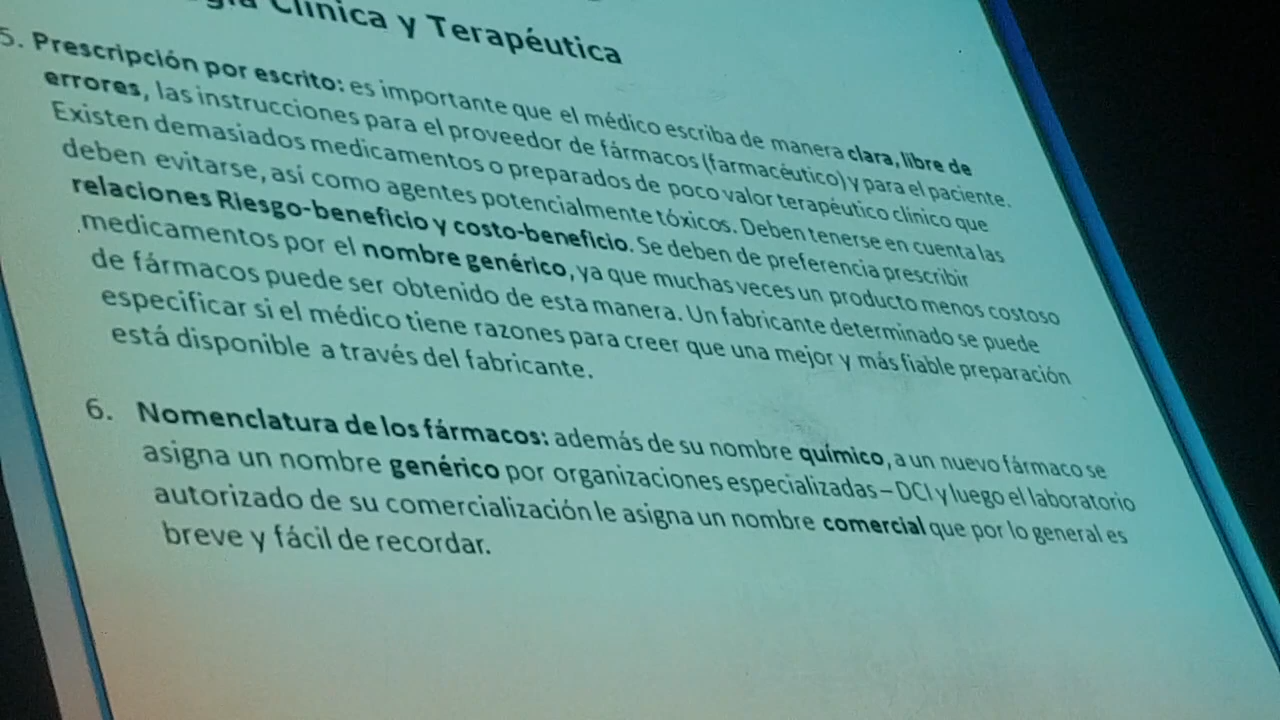 Clínica y Terapéutica
5. Prescripción por escrito: es importante que el médico escriba de manera clara, libre de
errores, las instrucciones para el proveedor de fármacos (farmacéutico) y para el paciente.
Existen demasiados medicamentos o preparados de poco valor terapéutico clínico que
deben evitarse, así como agentes potencialmente tóxicos. Deben tenerse en cuenta las
relaciones Riesgo-beneficio y costo-beneficio. Se deben de preferencia prescribir
medicamentos por el nombre genérico, ya que muchas veces un producto menos costoso
de fármacos puede ser obtenido de esta manera. Un fabricante determinado se puede
especificar si el médico tiene razones para creer que una mejor y más fiable preparación
está disponible a través del fabricante.
6. Nomenclatura de los fármacos: además de su nombre químico, a un nuevo fármaco se
asigna un nombre genérico por organizaciones especializadas – DCI y luego el laboratorio
autorizado de su comercialización le asigna un nombre comercial que por lo general es
breve y fácil de recordar.